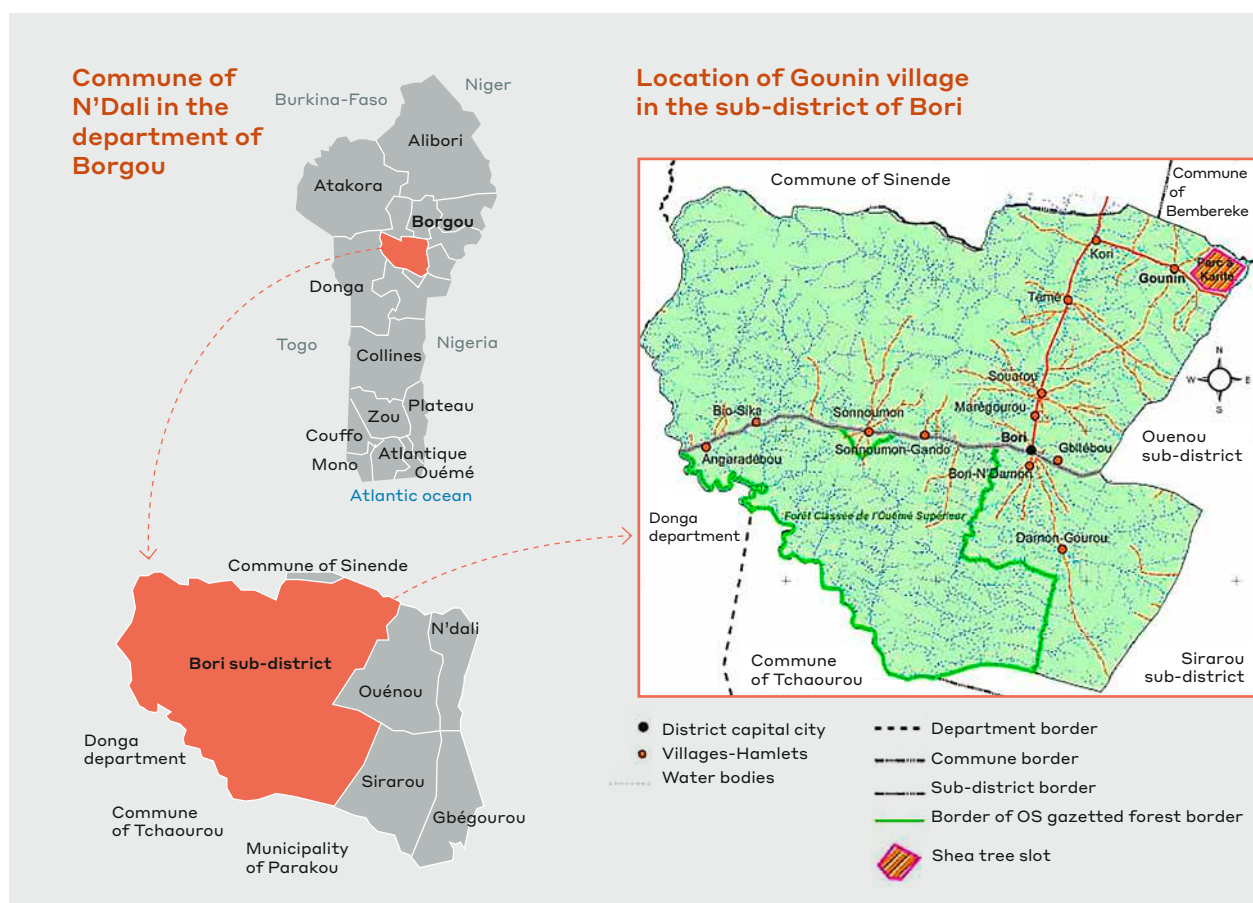 Commune of
N'Dali in the
department of
Borgou
Burkina-Faso
Niger
Alibori
Atakora
Borgou
Donga
Togo
Nigeria
Collines
Plateau
Zou
Couffo
Atlantique
Mono
Ouémé
Atlantic ocean
Commune of Sinende
N'dali
Bori sub-district
Ouénou
Donga
department
Sirarou
Commune
of Tchaourou
Gbégourou
Municipality
of Parakou
Location of Gounin village
in the sub-district of Bori
Commune of Sinende
Commune
of
Bembereke
Kori
Parc à
Karité
Gounin
Témé
N
W
E
S
Souarou
Bio-Sika
Sonnoumon
Marégourou
Bori
Ouenou
sub-district
Angaradébou
Sonnoumon-Gando
Gbilébou
Bori-N'Damon
Forêt Classée de l'Ouémé Supérieur
Donga
department
Damon-Gourou
Commune
of Tchaourou
Sirarou
sub-district
District capital city
Villages-Hamlets
Water bodies
Department border
Commune border
Sub-district border
Border of OS gazetted forest border
Shea tree slot